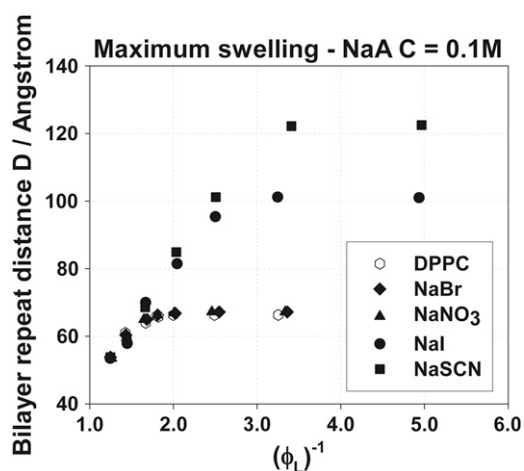 Maximum swelling - NaA C = 0.1M
Bilayer repeat distance D / Angstrom
140
120
100
80
60
40
DPPC
NaBr
NaNO₃
NaI
NaSCN
1.0 2.0 3.0 4.0 5.0 6.0
(ϕ_L)⁻¹